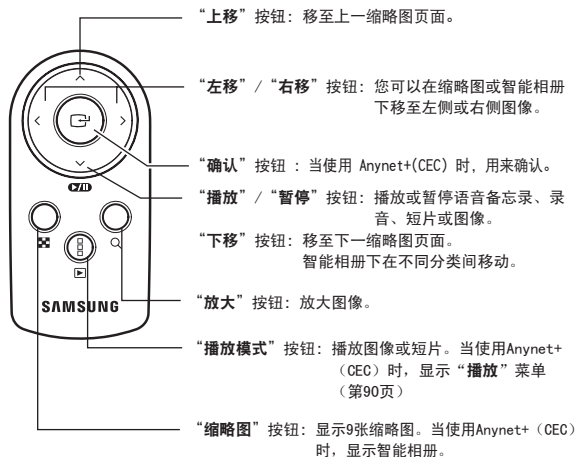 “上移”按钮：移至上一缩略图页面。
“左移”/“右移”按钮：您可以在缩略图或智能相册
下移至左侧或右侧图像。
“确认”按钮 ：当使用 Anynet+(CEC) 时，用来确认。
“播放”/“暂停”按钮：播放或暂停语音备忘录、录
音、短片或图像。
“下移”按钮：移至下一缩略图页面。
智能相册下在不同分类间移动。
“放大”按钮：放大图像。
SAMSUNG
“播放模式”按钮：播放图像或短片。当使用Anynet+
（CEC）时，显示“播放”菜单
（第90页）
“缩略图”按钮：显示9张缩略图。当使用Anynet+（CEC）
时，显示智能相册。